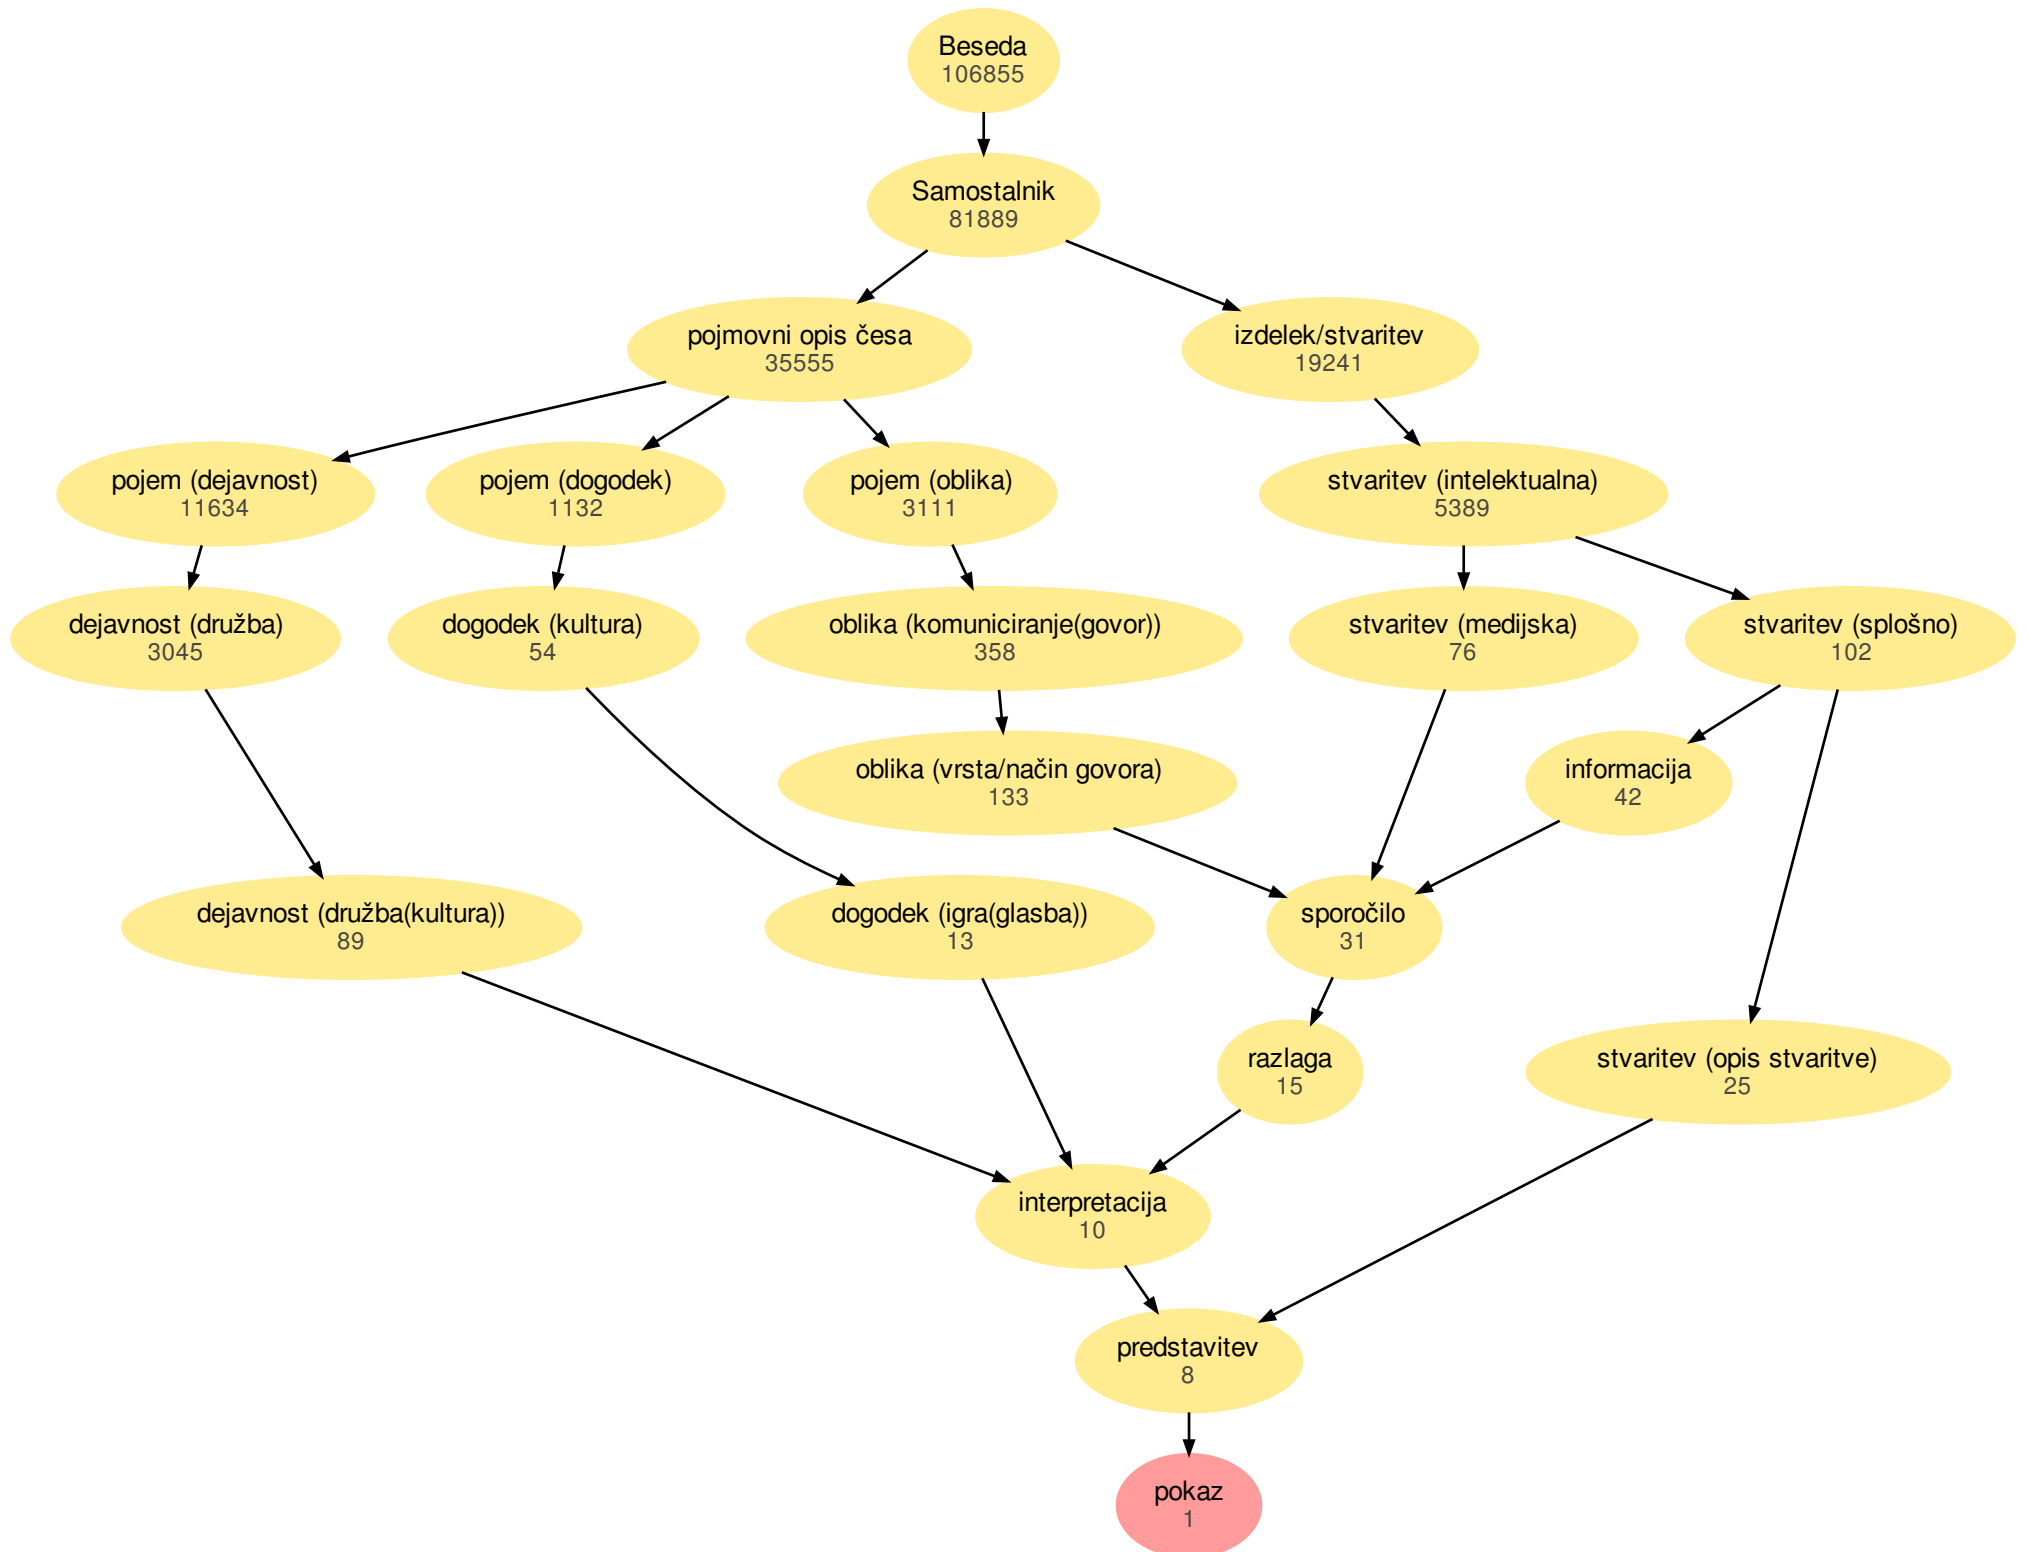 Beseda
106855
Samostalnik
81889
pojmovni opis česa
35555
izdelek/stvaritev
19241
pojem (dejavnost)
11634
pojem (dogodek)
1132
pojem (oblika)
3111
stvaritev (intelektualna)
5389
dejavnost (družba)
3045
dogodek (kultura)
54
oblika (komuniciranje(govor))
358
stvaritev (medijska)
76
stvaritev (splošno)
102
oblika (vrsta/način govora)
133
informacija
42
dejavnost (družba(kultura))
89
dogodek (igra(glasba))
13
sporočilo
31
razlaga
15
stvaritev (opis stvaritve)
25
interpretacija
10
predstavitev
8
pokaz
1